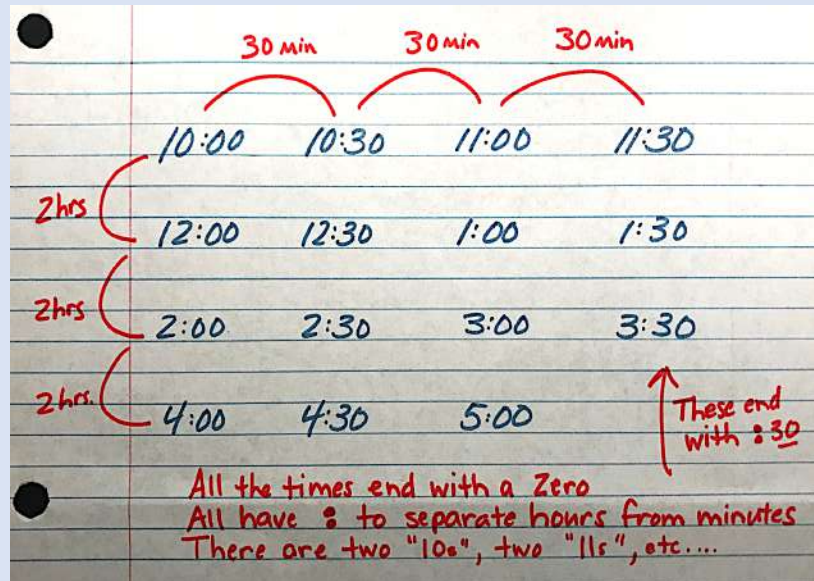 30 min 30 min 30 min
10:00 10:30 11:00 11:30
2hrs
12:00 12:30 1:00 1:30
2hrs
2:00 2:30 3:00 3:30
2hrs.
4:00 4:30 5:00
These end
with :30
All the times end with a Zero
All have : to separate hours from minutes
There are two "10s", two "11s", etc....